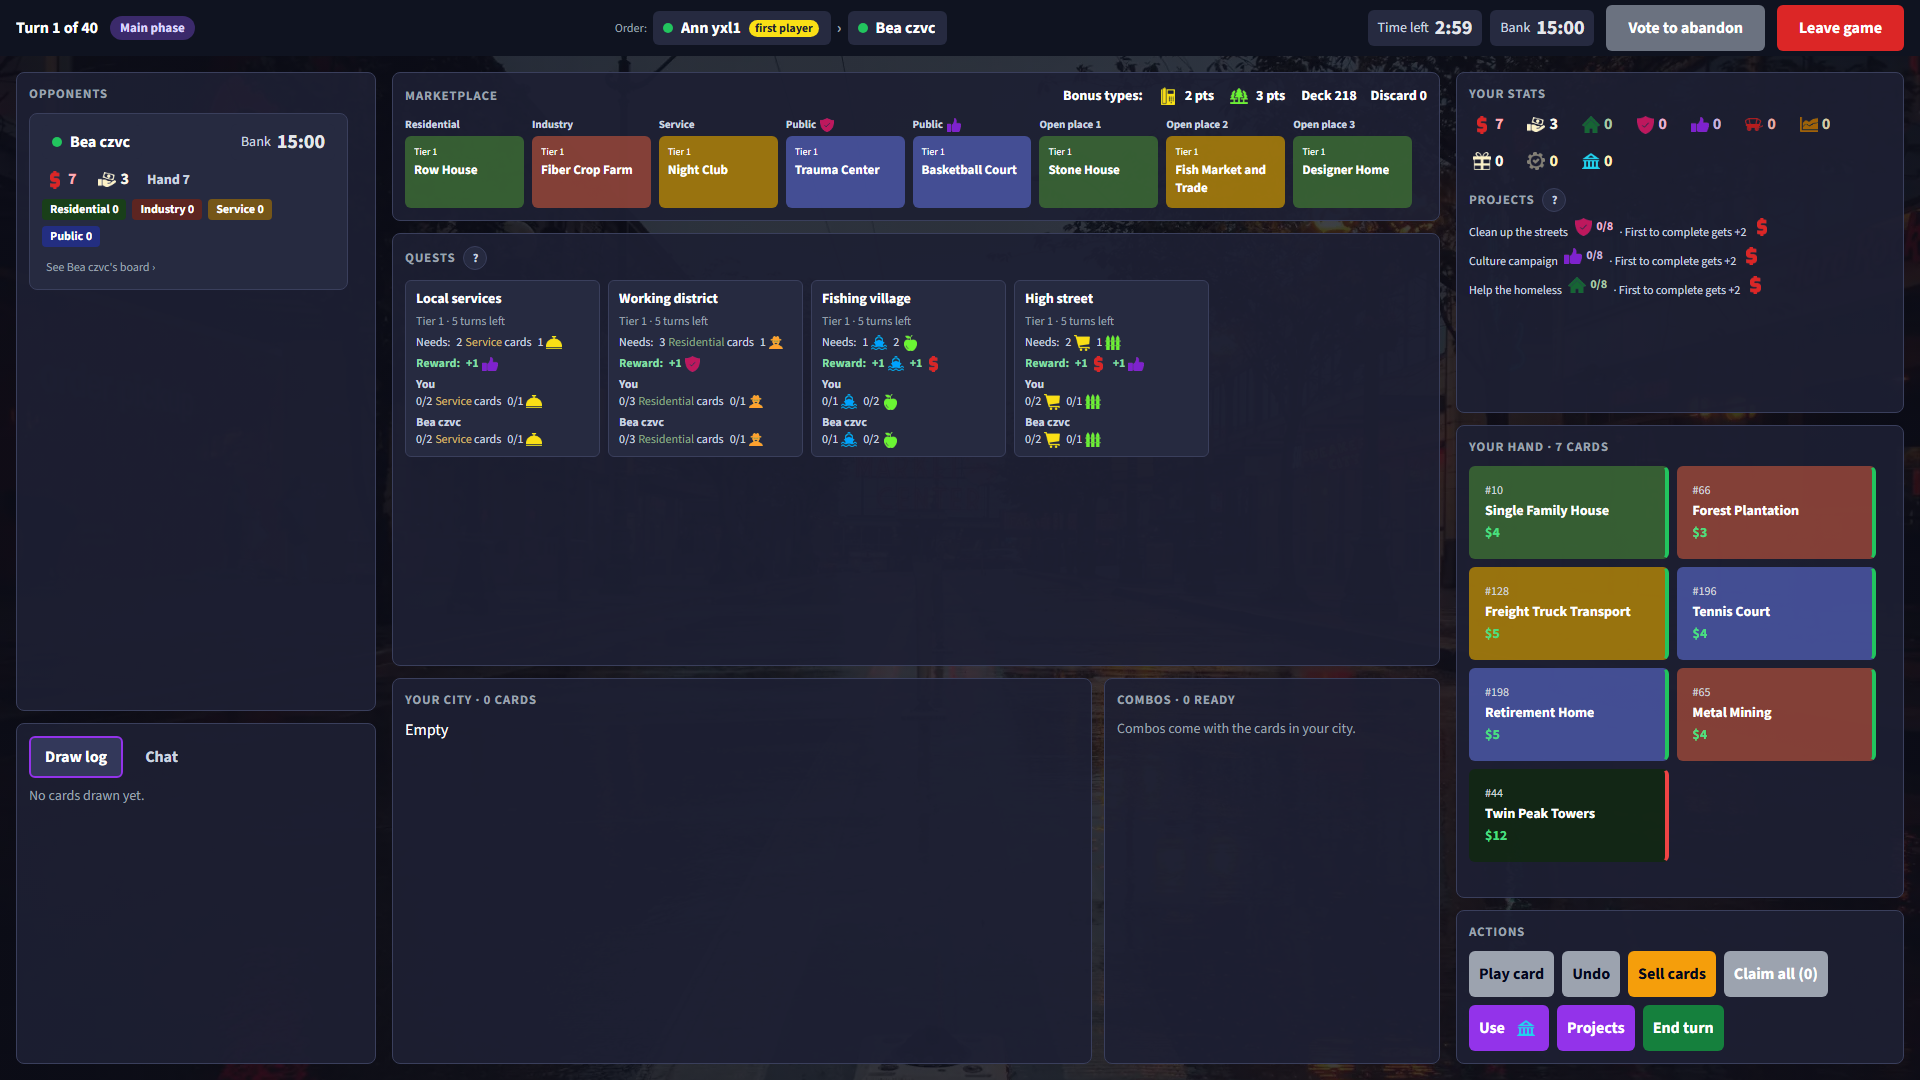 Turn 1 of 40 Main phase
Order: Ann yxl1 first player › Bea czvc
Time left 2:59 Bank 15:00 Vote to abandon Leave game
OPPONENTS
Bea czvc Bank 15:00
7 3 Hand 7
Residential 0 Industry 0 Service 0
Public 0
See Bea czvc's board ›
Draw log Chat
No cards drawn yet.
MARKETPLACE Bonus types: 2 pts 3 pts Deck 218 Discard 0
Residential Industry Service Public Public Open place 1 Open place 2 Open place 3
Tier 1 Tier 1 Tier 1 Tier 1 Tier 1 Tier 1 Tier 1 Tier 1
Row House Fiber Crop Farm Night Club Trauma Center Basketball Court Stone House Fish Market and Trade Designer Home
QUESTS ?
Local services
Tier 1 · 5 turns left
Needs: 2 Service cards 1
Reward: +1
You
0/2 Service cards 0/1
Bea czvc
0/2 Service cards 0/1
Working district
Tier 1 · 5 turns left
Needs: 3 Residential cards 1
Reward: +1
You
0/3 Residential cards 0/1
Bea czvc
0/3 Residential cards 0/1
Fishing village
Tier 1 · 5 turns left
Needs: 1 2
Reward: +1 +1
You
0/1 0/2
Bea czvc
0/1 0/2
High street
Tier 1 · 5 turns left
Needs: 2 1
Reward: +1 +1
You
0/2 0/1
Bea czvc
0/2 0/1
YOUR CITY · 0 CARDS
Empty
COMBOS · 0 READY
Combos come with the cards in your city.
YOUR STATS
7 3 0 0 0 0 0
0 0 0
PROJECTS ?
Clean up the streets 0/8 · First to complete gets +2
Culture campaign 0/8 · First to complete gets +2
Help the homeless 0/8 · First to complete gets +2
YOUR HAND · 7 CARDS
#10
Single Family House
$4
#66
Forest Plantation
$3
#128
Freight Truck Transport
$5
#196
Tennis Court
$4
#198
Retirement Home
$5
#65
Metal Mining
$4
#44
Twin Peak Towers
$12
ACTIONS
Play card Undo Sell cards Claim all (0)
Use Projects End turn